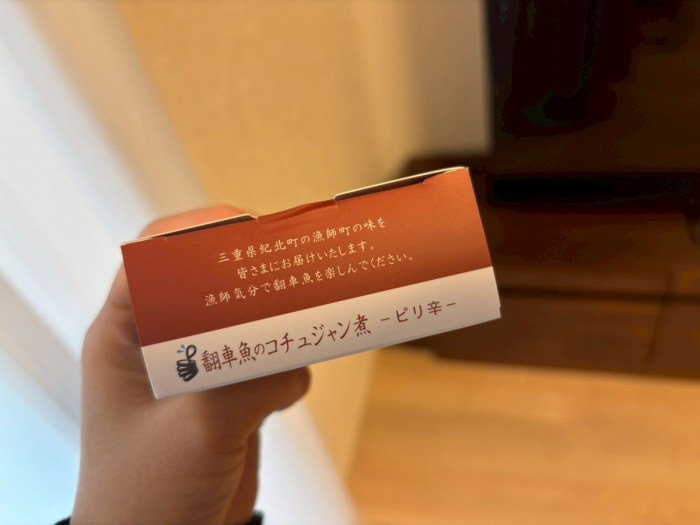 三重県紀北町の漁師町の味を
皆さまにお届けいたします。
漁師気分で翻車魚を楽しんでください。
翻車魚のコチュジャン煮 −ピリ辛−